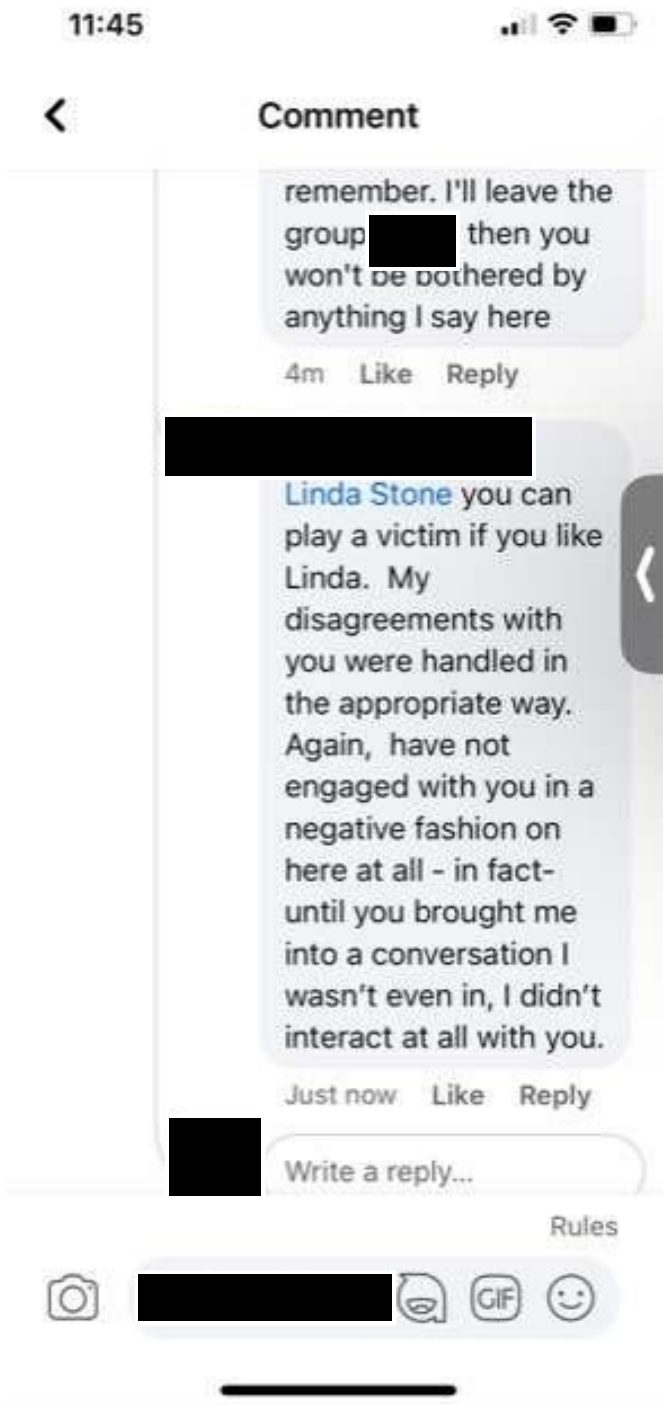 11:45
Comment
remember. I'll leave the
group then you
won't be bothered by
anything I say here
4m Like Reply
Linda Stone you can
play a victim if you like
Linda. My
disagreements with
you were handled in
the appropriate way.
Again, have not
engaged with you in a
negative fashion on
here at all - in fact-
until you brought me
into a conversation I
wasn't even in, I didn't
interact at all with you.
Just now Like Reply
Write a reply...
Rules
GIF